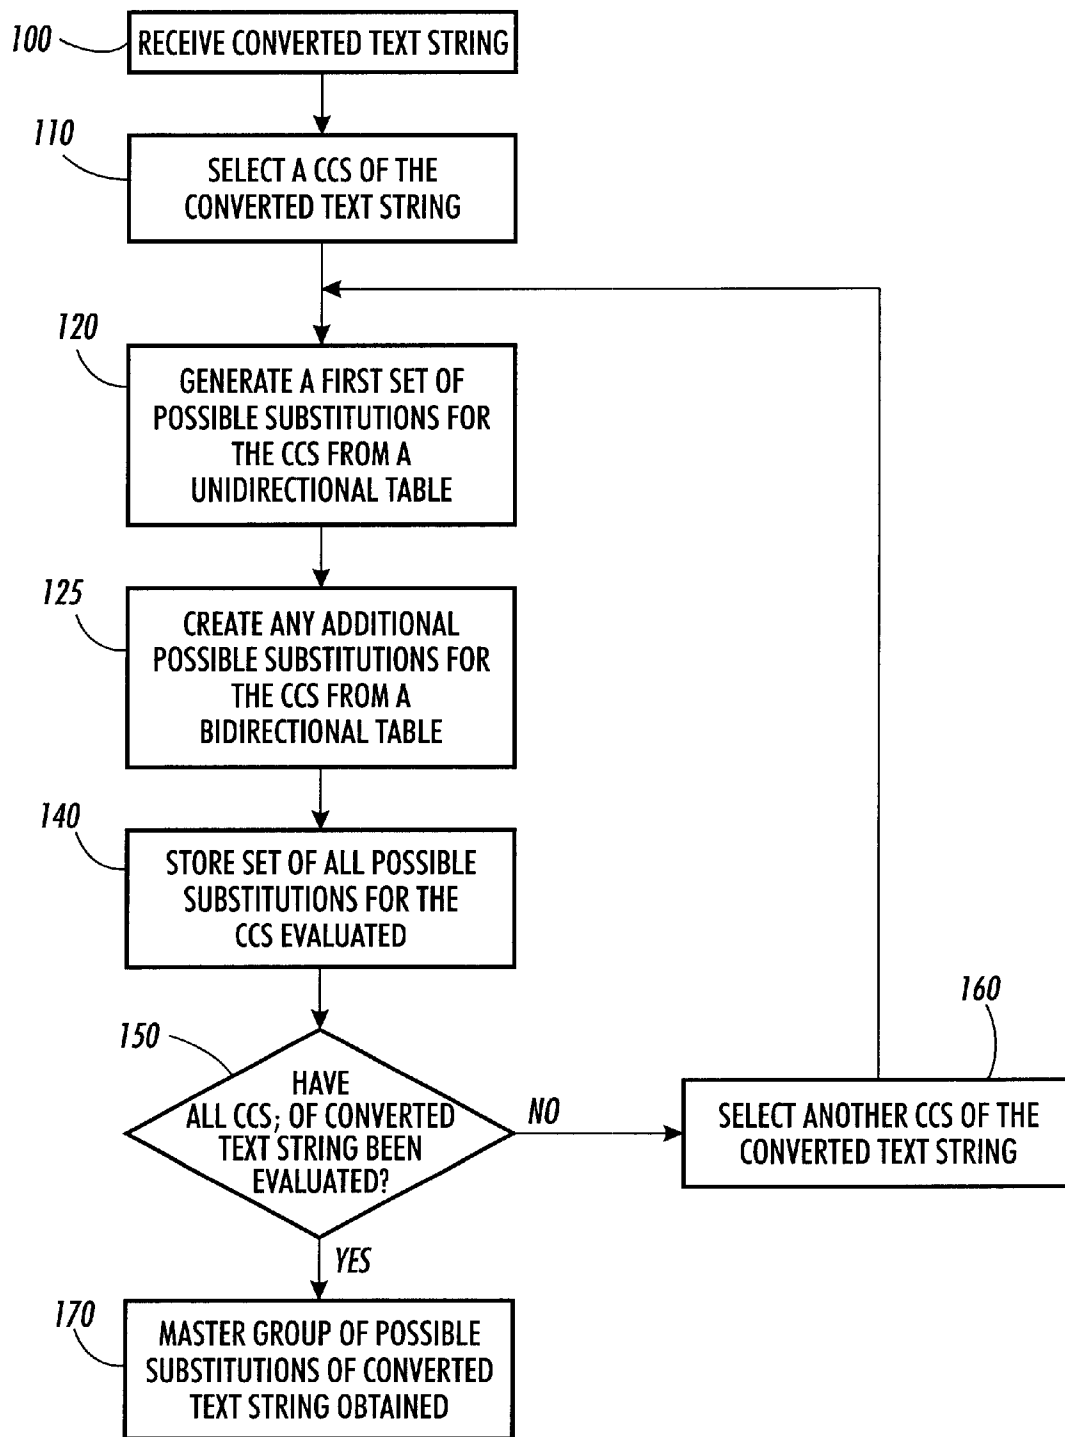 100
RECEIVE CONVERTED TEXT STRING
110
SELECT A CCS OF THE
CONVERTED TEXT STRING
120
GENERATE A FIRST SET OF
POSSIBLE SUBSTITUTIONS FOR
THE CCS FROM A
UNIDIRECTIONAL TABLE
125
CREATE ANY ADDITIONAL
POSSIBLE SUBSTITUTIONS FOR
THE CCS FROM A
BIDIRECTIONAL TABLE
140
STORE SET OF ALL POSSIBLE
SUBSTITUTIONS FOR THE
CCS EVALUATED
150
HAVE
ALL CCS; OF CONVERTED
TEXT STRING BEEN
EVALUATED?
NO
160
SELECT ANOTHER CCS OF THE
CONVERTED TEXT STRING
YES
170
MASTER GROUP OF POSSIBLE
SUBSTITUTIONS OF CONVERTED
TEXT STRING OBTAINED